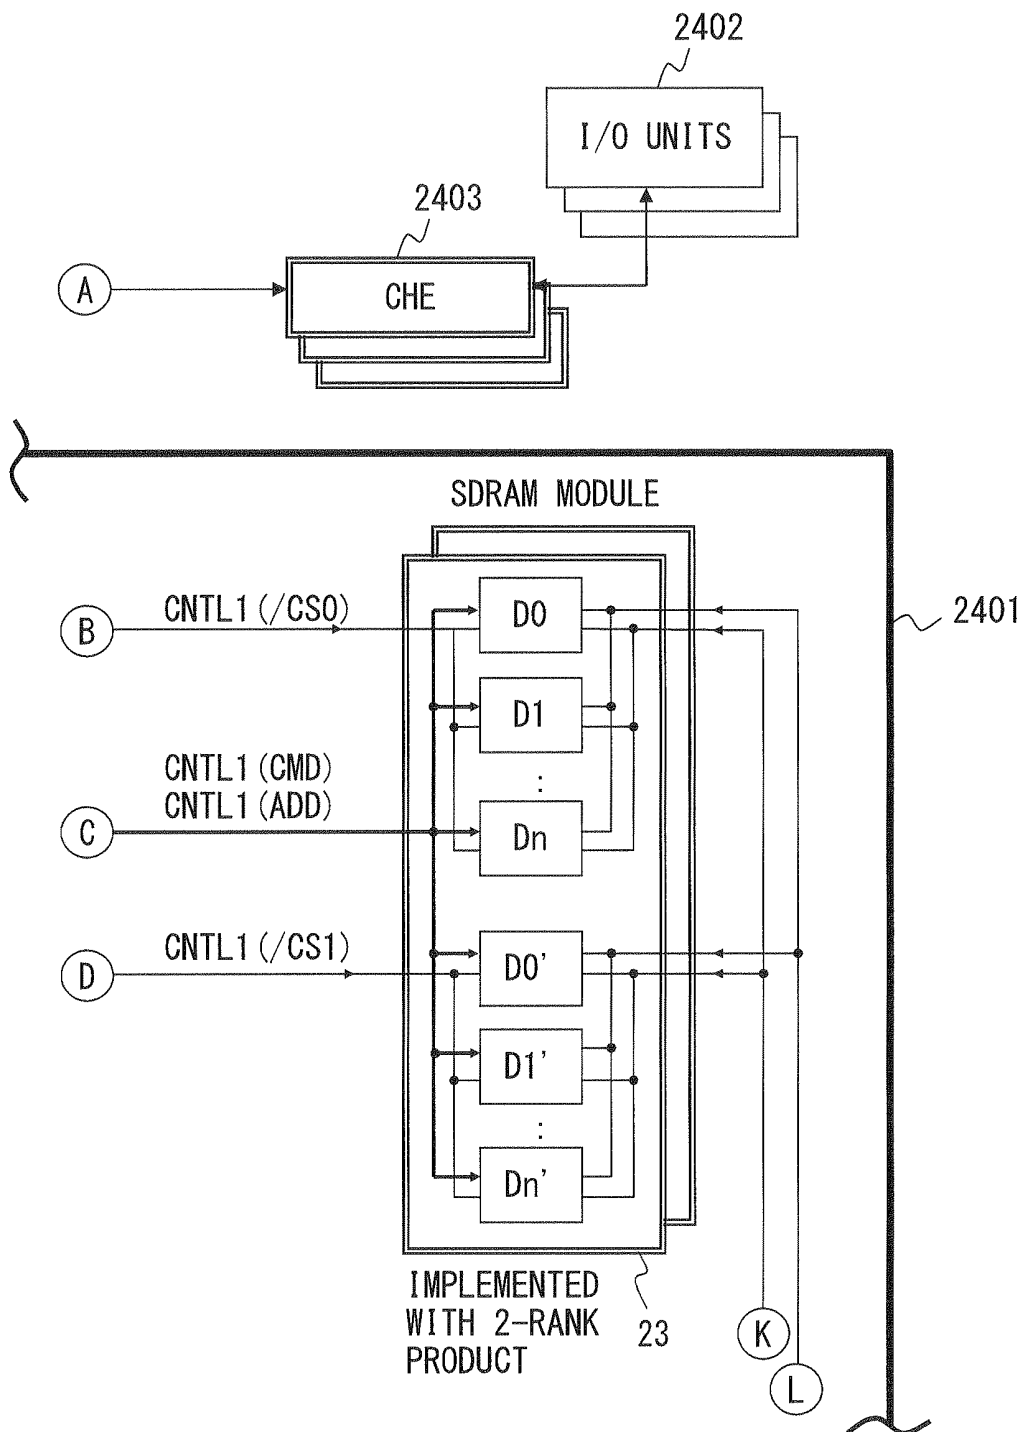 2402
I/O UNITS
2403
A
CHE
SDRAM MODULE
CNTL1(/CS0)
B
D0
2401
D1
:
CNTL1(CMD)
CNTL1(ADD)
C
Dn
CNTL1(/CS1)
D
D0'
D1'
:
Dn'
IMPLEMENTED
WITH 2-RANK
PRODUCT
23
K
L